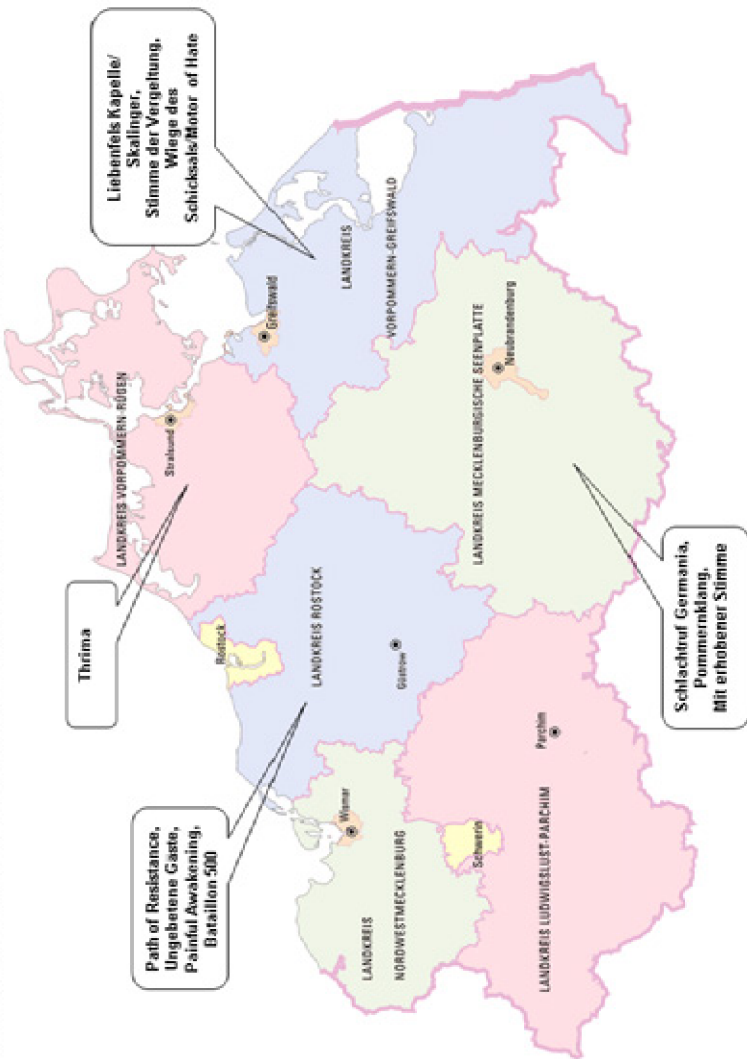 Liebenfels Kapelle/
Skalinger,
Stimme der Vergeltung,
Wiege des
Schicksals/Motor of Hate
Thrima
Path of Resistance,
Ungebetene Gäste,
Painful Awakening,
Bataillon 500
LANDKREIS VORPOMMERN-RÜGEN
Stralsund
Greifswald
LANDKREIS
VORPOMMERN-GREIFSWALD
Rostock
LANDKREIS ROSTOCK
Güstrow
Wismar
LANDKREIS
NORDWESTMECKLENBURG
Schwerin
LANDKREIS MECKLENBURGISCHE SEENPLATTE
Neubrandenburg
Parchim
LANDKREIS LUDWIGSLUST-PARCHIM
Schlachtruf Germania,
Pommernklang,
Mit erhobener Stimme